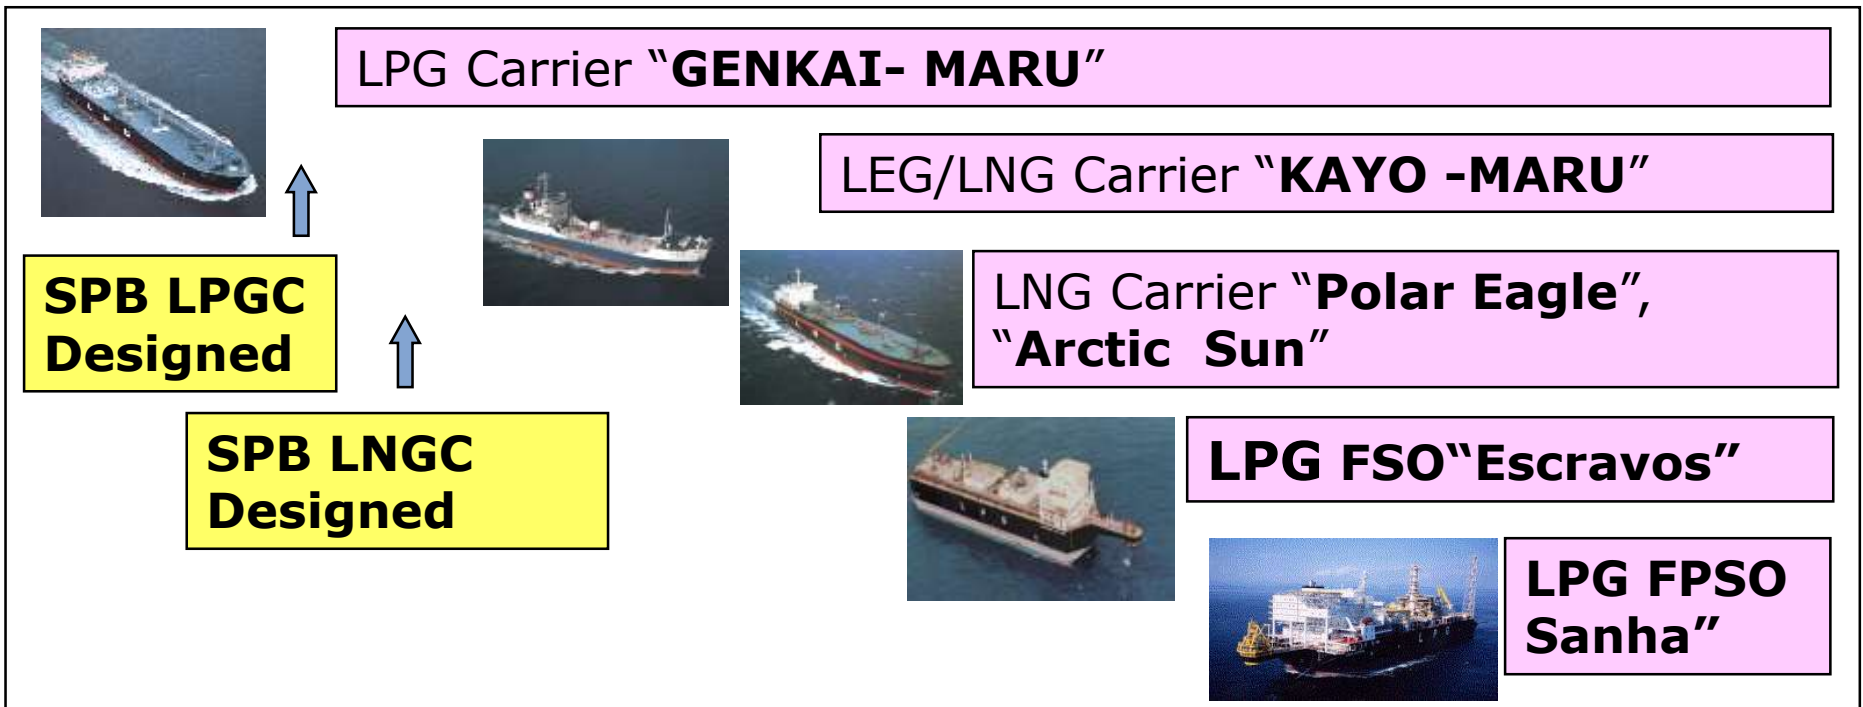 LPG Carrier “GENKAI- MARU”
LEG/LNG Carrier “KAYO -MARU”
SPB LPGC
Designed
LNG Carrier “Polar Eagle”,
“Arctic Sun”
SPB LNGC
Designed
LPG FSO“Escravos”
LPG FPSO
Sanha”